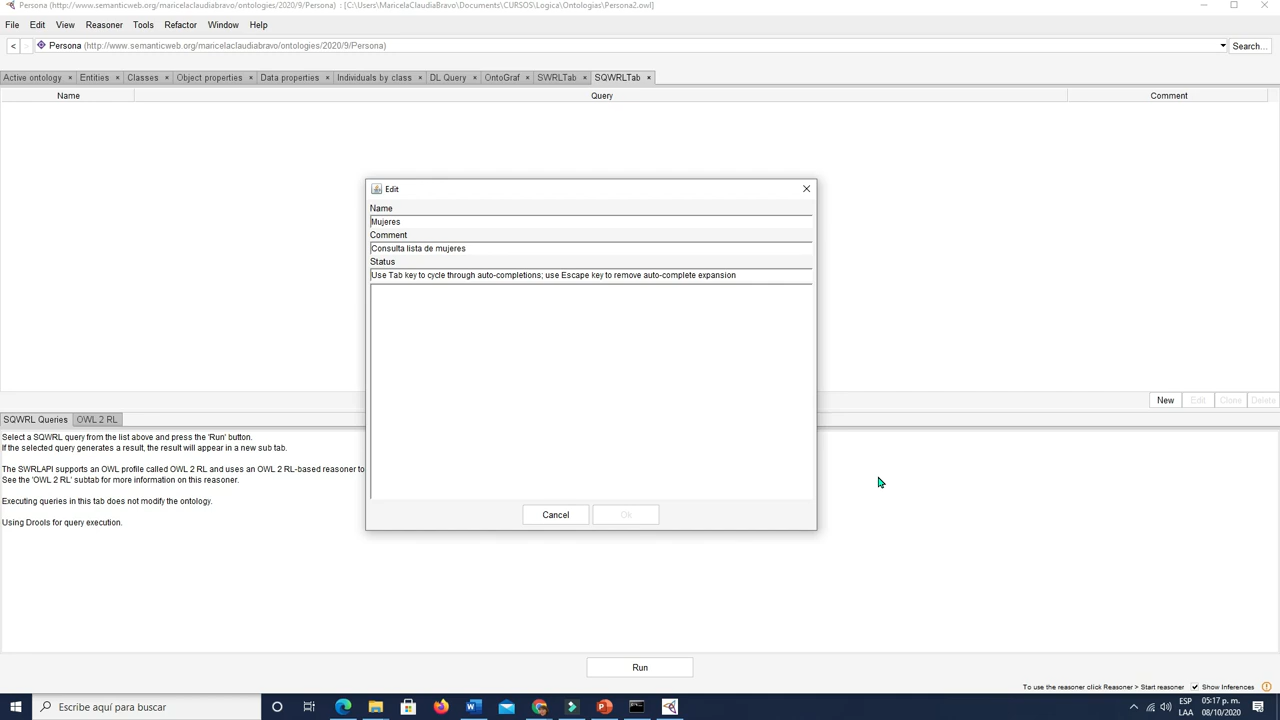 Persona (http://www.semanticweb.org/maricelaclaudiabravo/ontologies/2020/9/Persona) : [C:\Users\MaricelaClaudiaBravo\Documents\CURSOS\Logica\Ontologias\Persona2.owl]
File Edit View Reasoner Tools Refactor Window Help
< > Persona (http://www.semanticweb.org/maricelaclaudiabravo/ontologies/2020/9/Persona) Search...
Active ontology × Entities × Classes × Object properties × Data properties × Individuals by class × DL Query × OntoGraf × SWRLTab × SQWRLTab ×
Name Query Comment
Edit
Name
Mujeres
Comment
Consulta lista de mujeres
Status
Use Tab key to cycle through auto-completions; use Escape key to remove auto-complete expansion
Cancel Ok
New Edit Clone Delete
SQWRL Queries OWL 2 RL
Select a SQWRL query from the list above and press the 'Run' button.
If the selected query generates a result, the result will appear in a new sub tab.
The SWRLAPI supports an OWL profile called OWL 2 RL and uses an OWL 2 RL-based reasoner to
See the 'OWL 2 RL' subtab for more information on this reasoner.
Executing queries in this tab does not modify the ontology.
Using Drools for query execution.
Run
To use the reasoner click Reasoner > Start reasoner Show Inferences
Escribe aquí para buscar
ESP 05:17 p. m.
LAA 08/10/2020